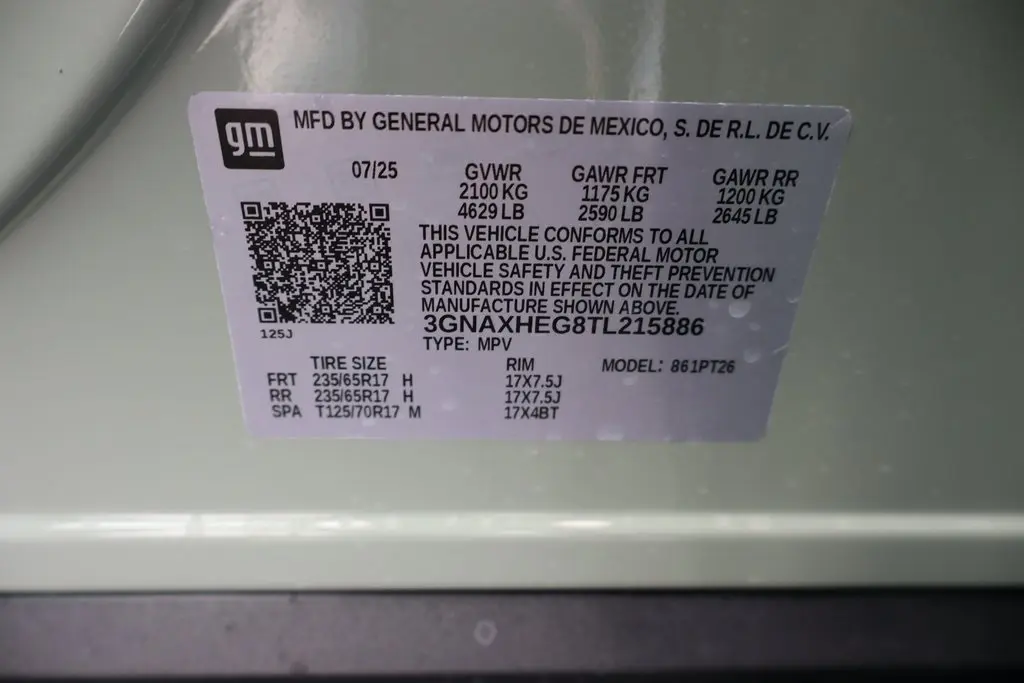 gm MFD BY GENERAL MOTORS DE MEXICO, S. DE R.L. DE C.V.
07/25 GVWR GAWR FRT GAWR RR
2100 KG 1175 KG 1200 KG
4629 LB 2590 LB 2645 LB
THIS VEHICLE CONFORMS TO ALL
APPLICABLE U.S. FEDERAL MOTOR
VEHICLE SAFETY AND THEFT PREVENTION
STANDARDS IN EFFECT ON THE DATE OF
MANUFACTURE SHOWN ABOVE.
3GNAXHEG8TL215886
125J
TYPE: MPV
TIRE SIZE RIM MODEL: 861PT26
FRT 235/65R17 H 17X7.5J
RR 235/65R17 H 17X7.5J
SPA T125/70R17 M 17X4BT